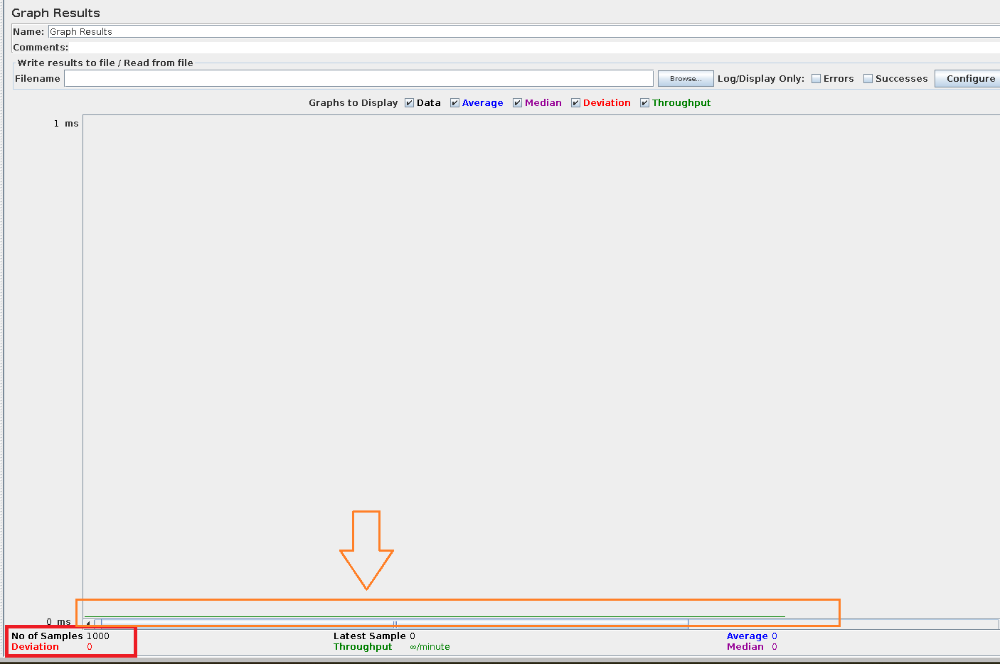 Graph Results
Name: Graph Results
Comments:
Write results to file / Read from file
Filename Browse... Log/Display Only: Errors Successes Configure
Graphs to Display Data Average Median Deviation Throughput
1 ms
0 ms
No of Samples 1000 Latest Sample 0 Average 0
Deviation 0 Throughput ∞/minute Median 0